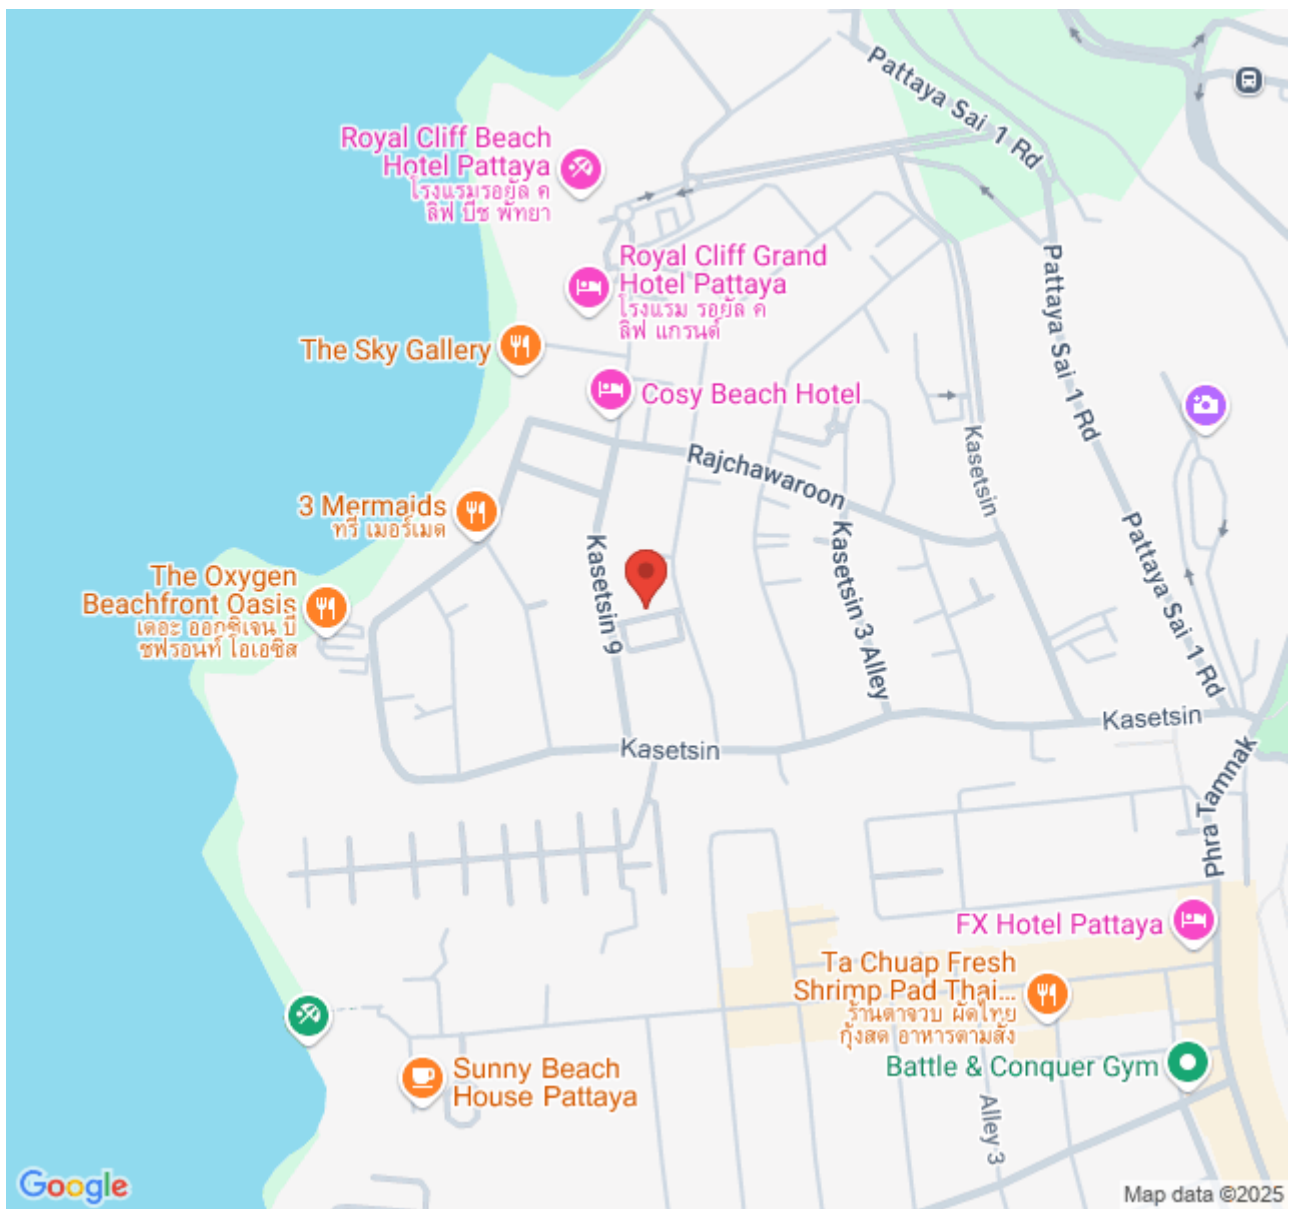 Pattaya Sai 1 Rd
Royal Cliff Beach
Hotel Pattaya
โรงแรมรอยัล ค
ลิฟ บีช พัทยา
Royal Cliff Grand
Hotel Pattaya
โรงแรม รอยัล ค
ลิฟ แกรนด์
Pattaya Sai 1 Rd
The Sky Gallery
Cosy Beach Hotel
Rajchawaroon
Kasetsin
3 Mermaids
ทรี เมอร์เมด
Kasetsin 9
Kasetsin 3 Alley
Pattaya Sai 1 Rd
The Oxygen
Beachfront Oasis
เดอะ ออกซิเจน บี
ชฟรอนท์ โอเอซิส
Kasetsin
Kasetsin
Phra Tamnak
FX Hotel Pattaya
Ta Chuap Fresh
Shrimp Pad Thai...
ร้านตาจวบ ผัดไทย
กุ้งสด อาหารตามสั่ง
Battle & Conquer Gym
Sunny Beach
House Pattaya
Alley 3
Google
Map data ©2025